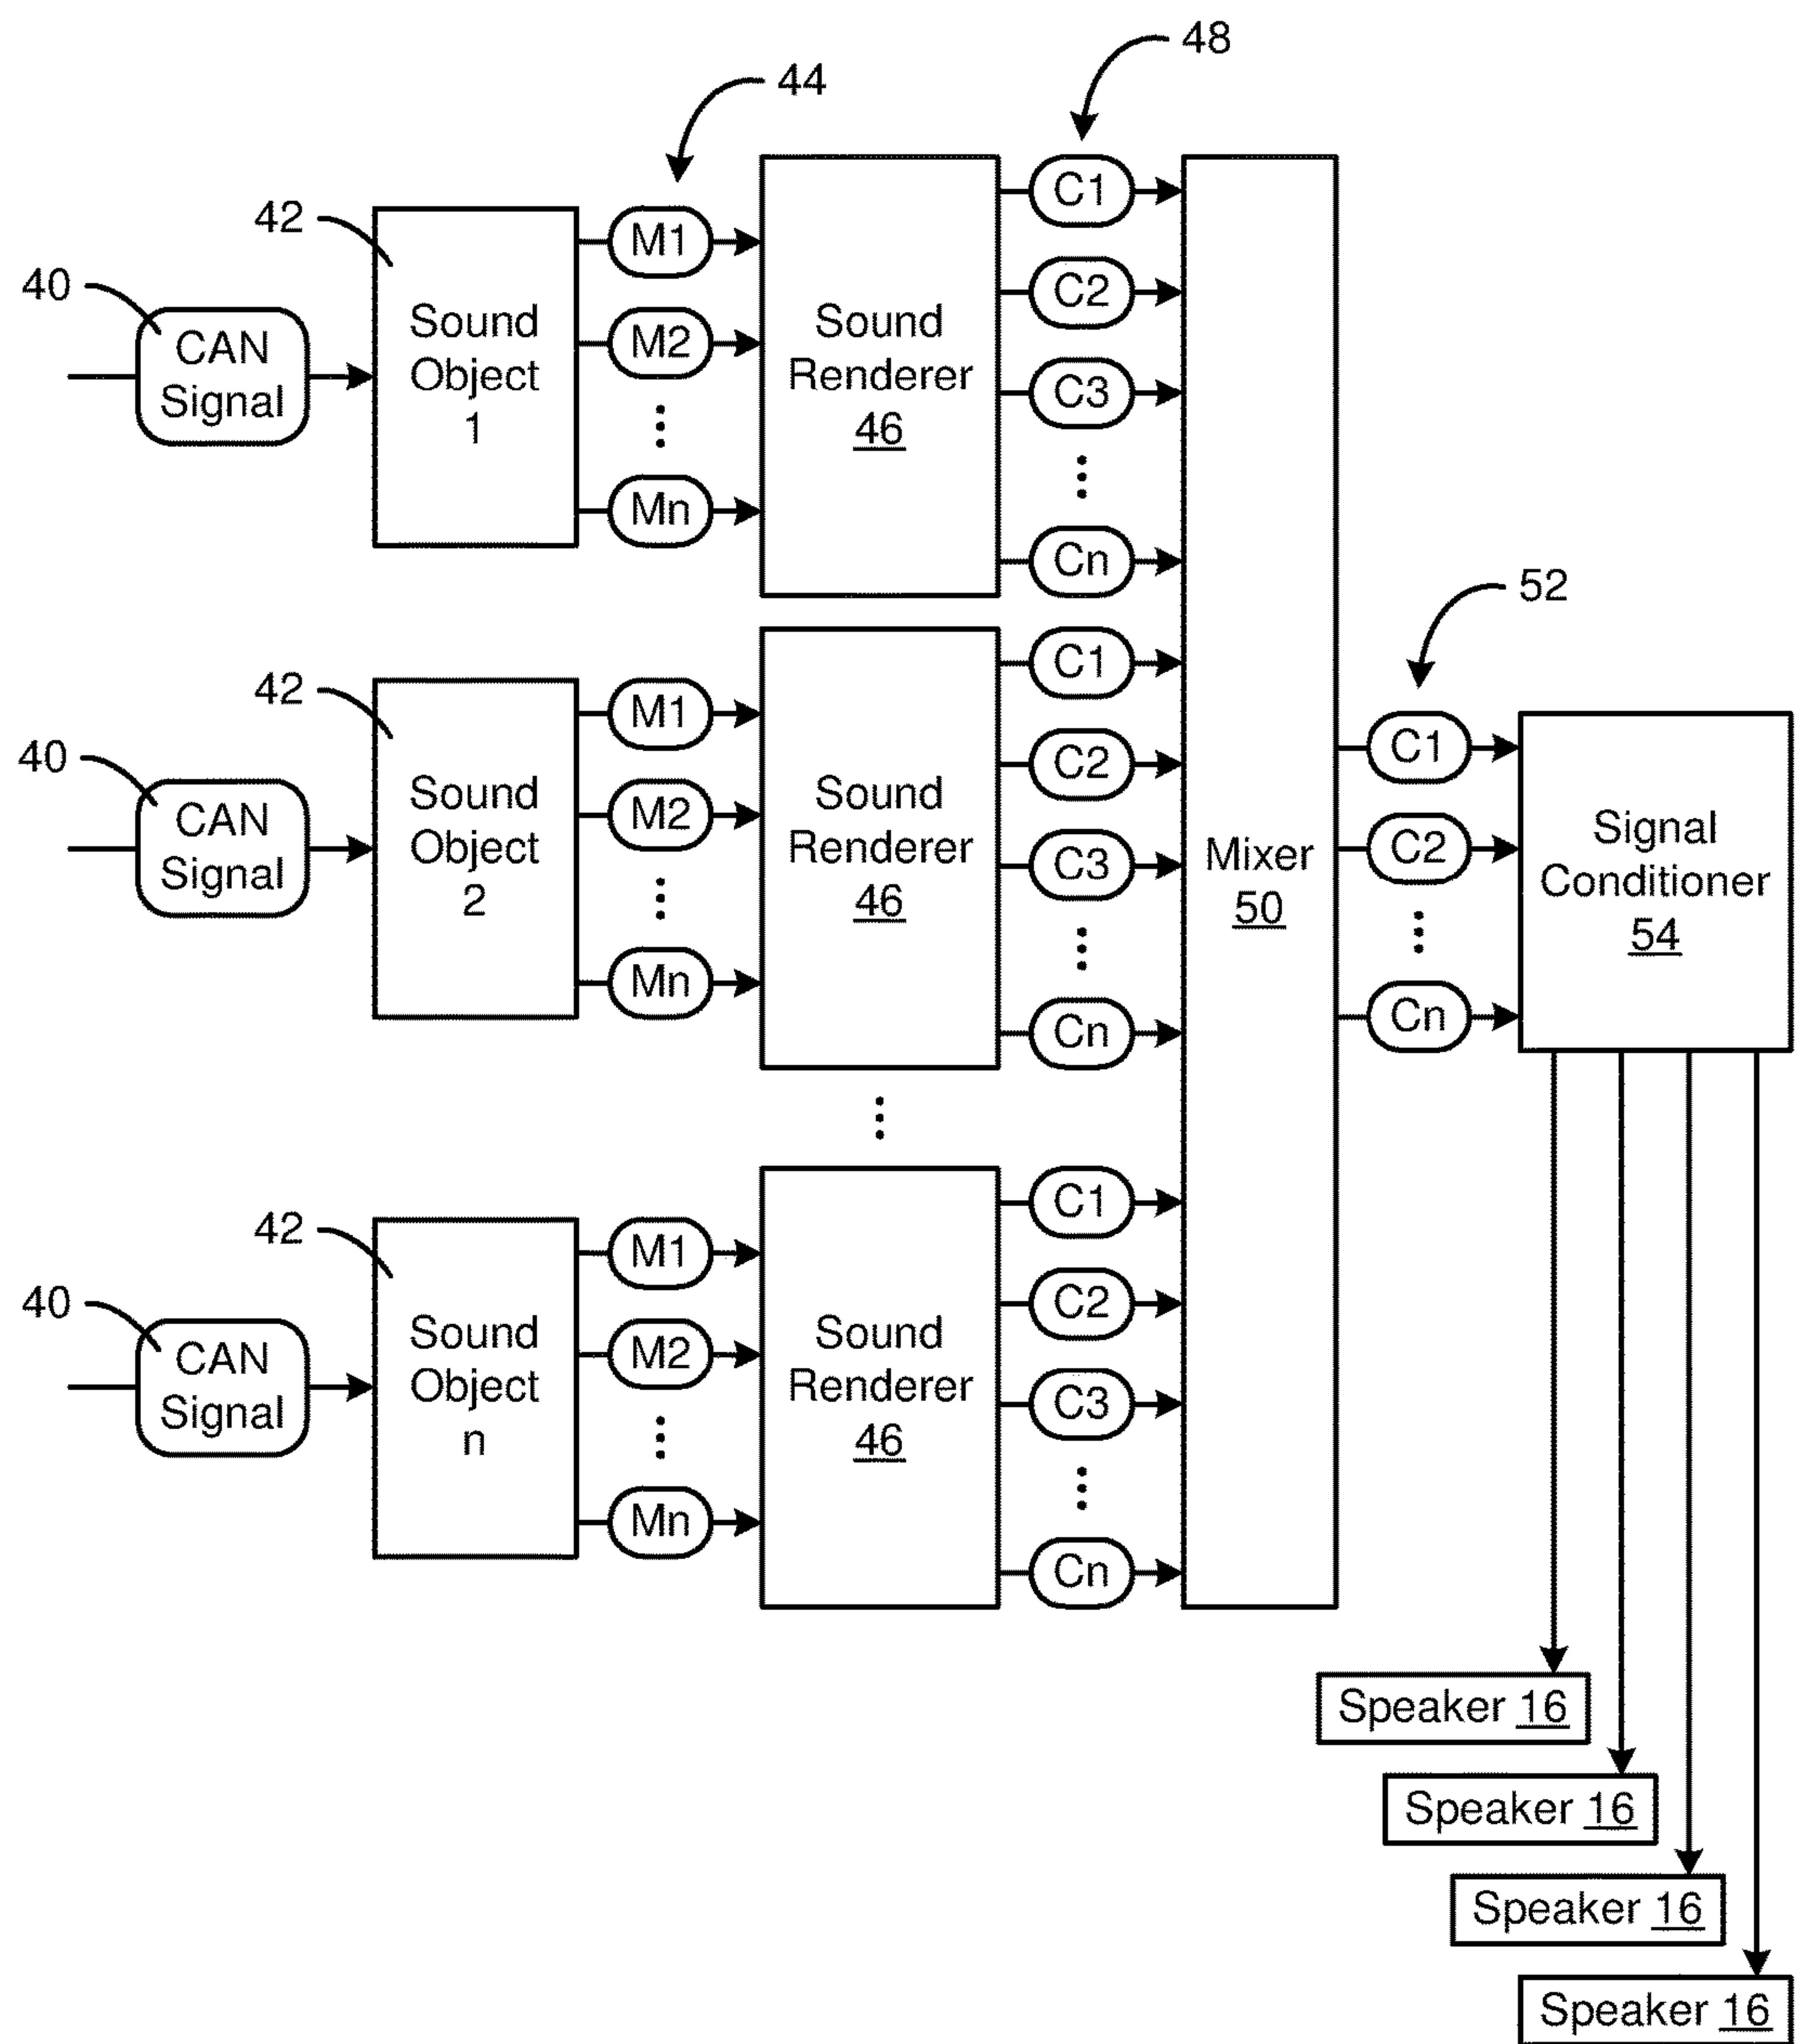 48
44
42
40
CAN
Signal
Sound
Object
1
M1
M2
Mn
Sound
Renderer
46
C1
C2
C3
Cn
42
40
CAN
Signal
Sound
Object
2
M1
M2
Mn
Sound
Renderer
46
C1
C2
C3
Cn
42
40
CAN
Signal
Sound
Object
n
M1
M2
Mn
Sound
Renderer
46
C1
C2
C3
Cn
Mixer
50
52
C1
C2
Cn
Signal
Conditioner
54
Speaker 16
Speaker 16
Speaker 16
Speaker 16